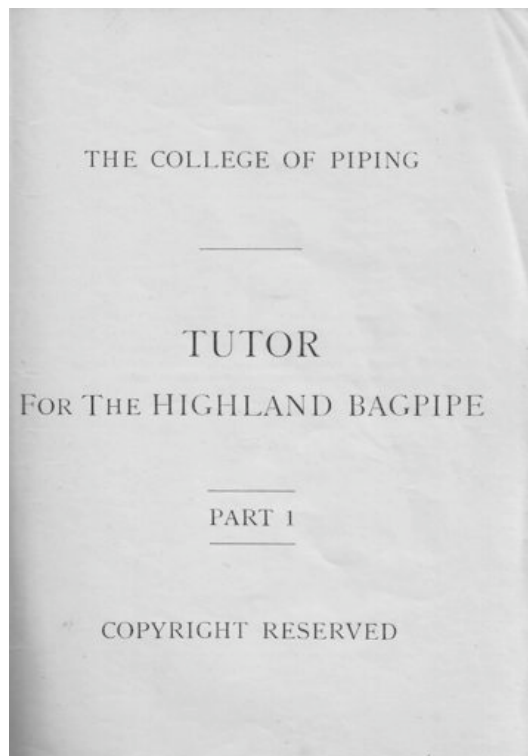 THE COLLEGE OF PIPING
TUTOR
FOR THE HIGHLAND BAGPIPE
PART 1
COPYRIGHT RESERVED